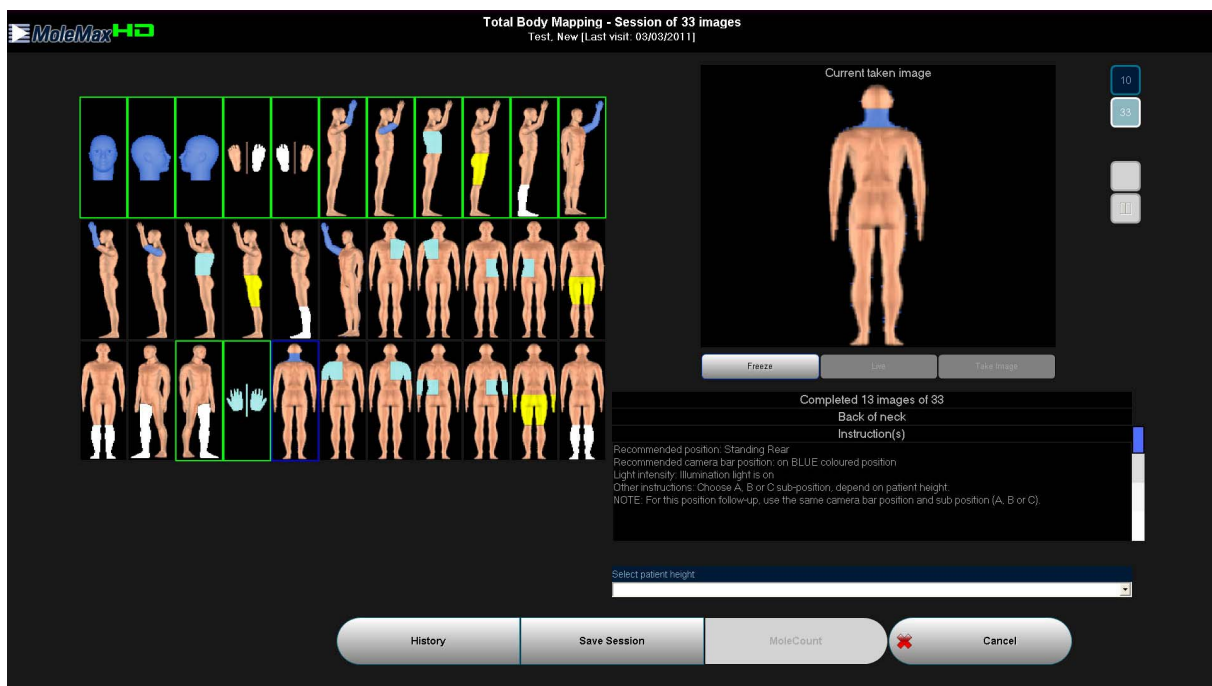 MoleMax HD
Total Body Mapping - Session of 33 images
Test, New [Last visit: 03/03/2011]
Current taken image
10
33
Freeze
Live
Take Image
Completed 13 images of 33
Back of neck
Instruction(s)
Recommended position: Standing Rear
Recommended camera bar position: on BLUE coloured position
Light intensity: Illumination light is on
Other instructions: Choose A, B or C sub-position, depend on patient height.
NOTE: For this position follow-up, use the same camera bar position and sub position (A, B or C).
Select patient height
History
Save Session
MoleCount
Cancel